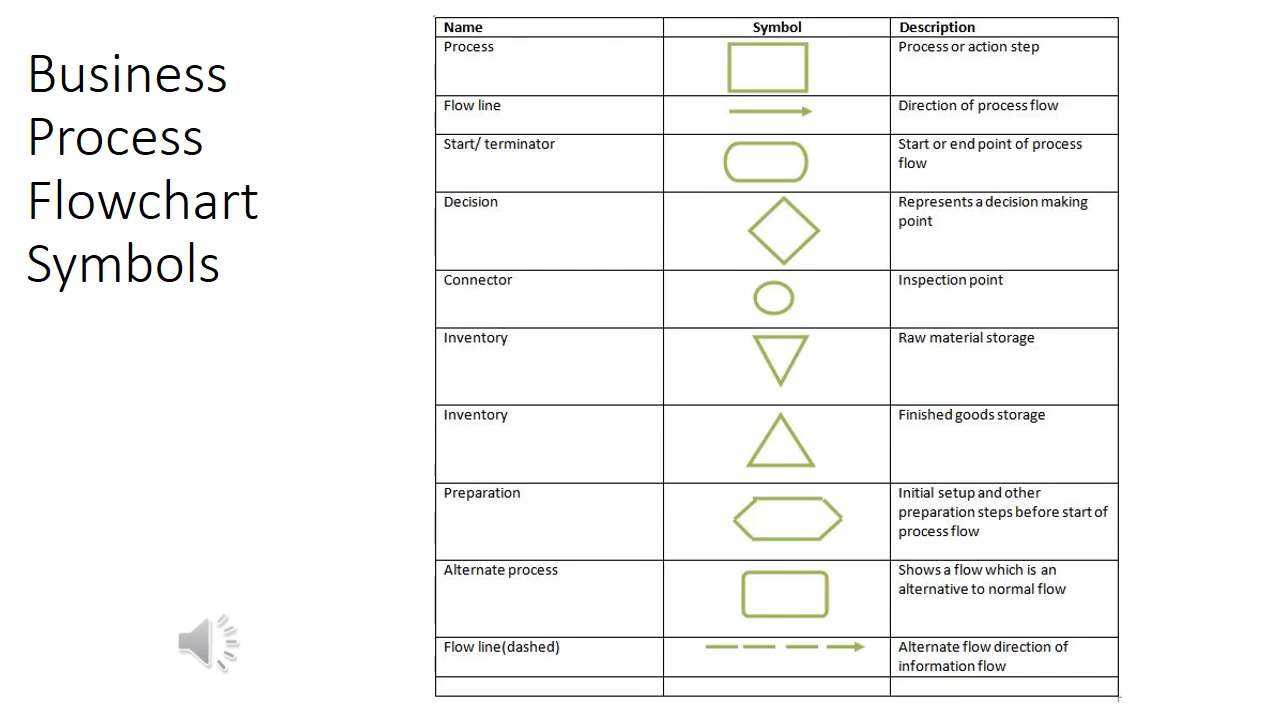 Business
Process
Flowchart
Symbols
Name Symbol Description
Process Process or action step
Flow line Direction of process flow
Start/ terminator Start or end point of process
flow
Decision Represents a decision making
point
Connector Inspection point
Inventory Raw material storage
Inventory Finished goods storage
Preparation Initial setup and other
preparation steps before start of
process flow
Alternate process Shows a flow which is an
alternative to normal flow
Flow line(dashed) Alternate flow direction of
information flow